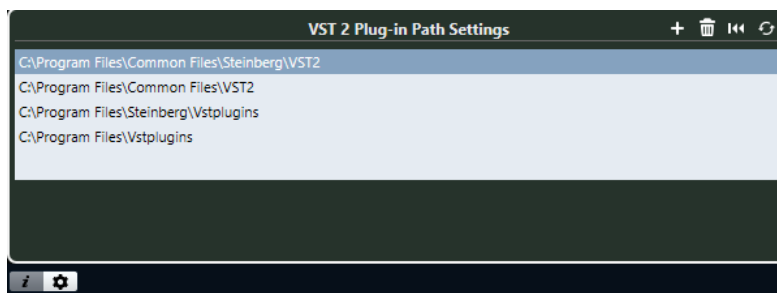 VST 2 Plug-in Path Settings
C:\Program Files\Common Files\Steinberg\VST2
C:\Program Files\Common Files\VST2
C:\Program Files\Steinberg\Vstplugins
C:\Program Files\Vstplugins
i